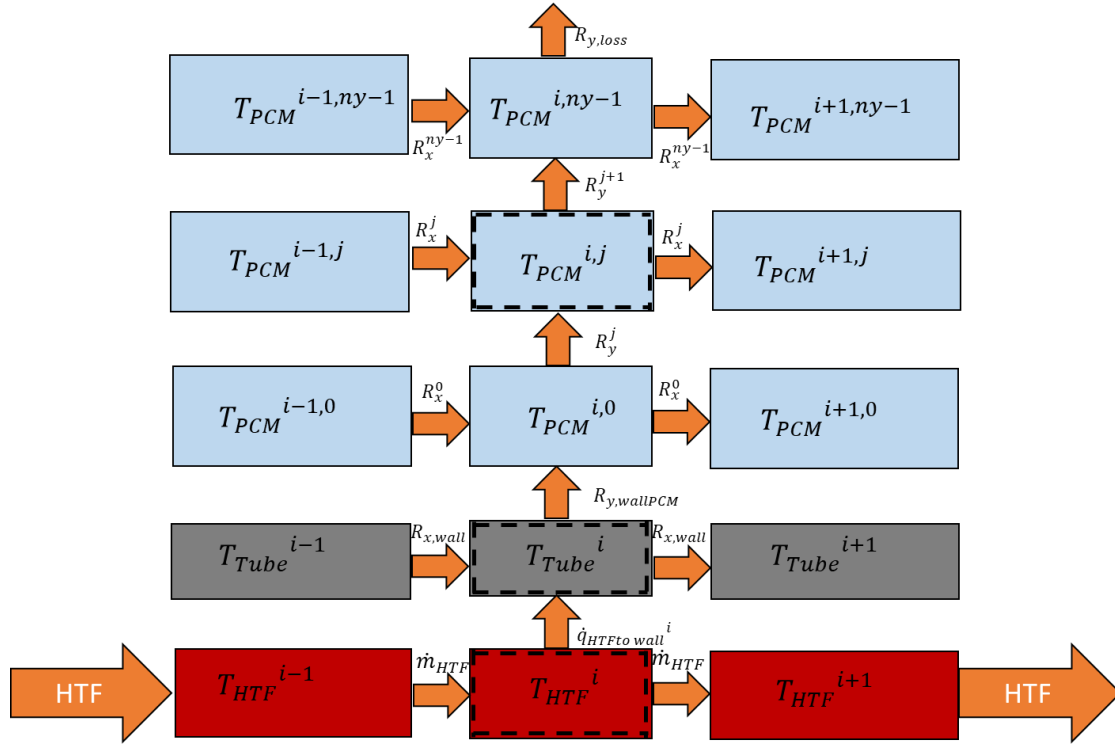 R_{y,loss}
T_{PCM}^{i-1,ny-1} T_{PCM}^{i,ny-1} T_{PCM}^{i+1,ny-1}
R_x^{ny-1} R_x^{ny-1}
R_y^{j+1}
R_x^j R_x^j
T_{PCM}^{i-1,j} T_{PCM}^{i,j} T_{PCM}^{i+1,j}
R_y^j
R_x^0 R_x^0
T_{PCM}^{i-1,0} T_{PCM}^{i,0} T_{PCM}^{i+1,0}
R_{y,wallPCM}
R_{x,wall} R_{x,wall}
T_{Tube}^{i-1} T_{Tube}^i T_{Tube}^{i+1}
q̇_{HTFto wall}^i
ṁ_{HTF} ṁ_{HTF}
HTF T_{HTF}^{i-1} T_{HTF}^i T_{HTF}^{i+1} HTF